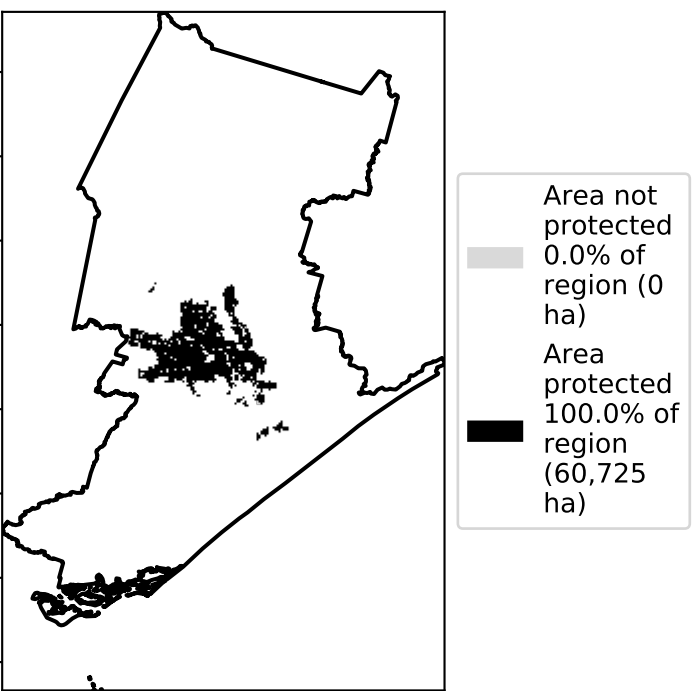 Area not
protected
0.0% of
region (0
ha)
Area
protected
100.0% of
region
(60,725
ha)